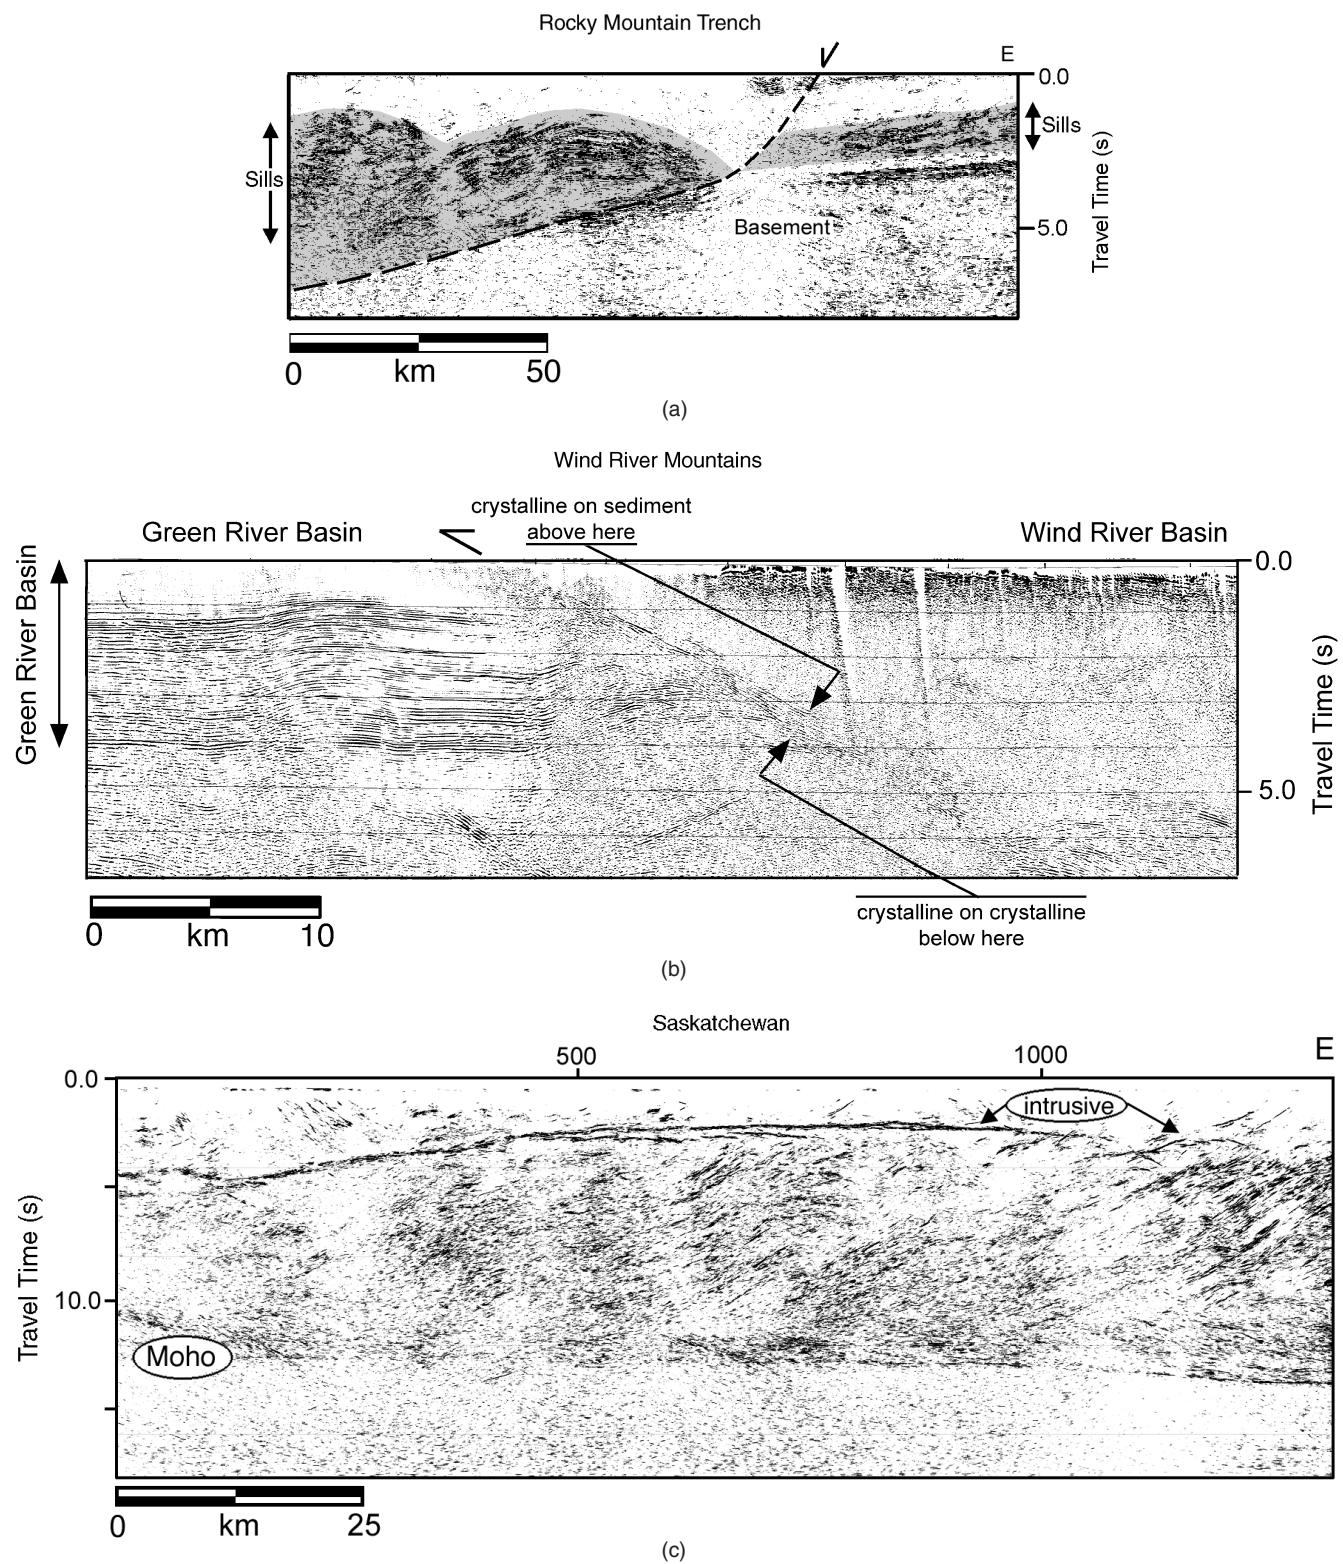 Rocky Mountain Trench
E
0.0
Sills
Sills
Basement
5.0
Travel Time (s)
0 km 50
(a)
Wind River Mountains
crystalline on sediment
above here
Green River Basin
Wind River Basin
Green River Basin
0.0
5.0
Travel Time (s)
crystalline on crystalline
below here
0 km 10
(b)
Saskatchewan
500
1000
E
0.0
intrusive
Travel Time (s)
10.0
Moho
0 km 25
(c)